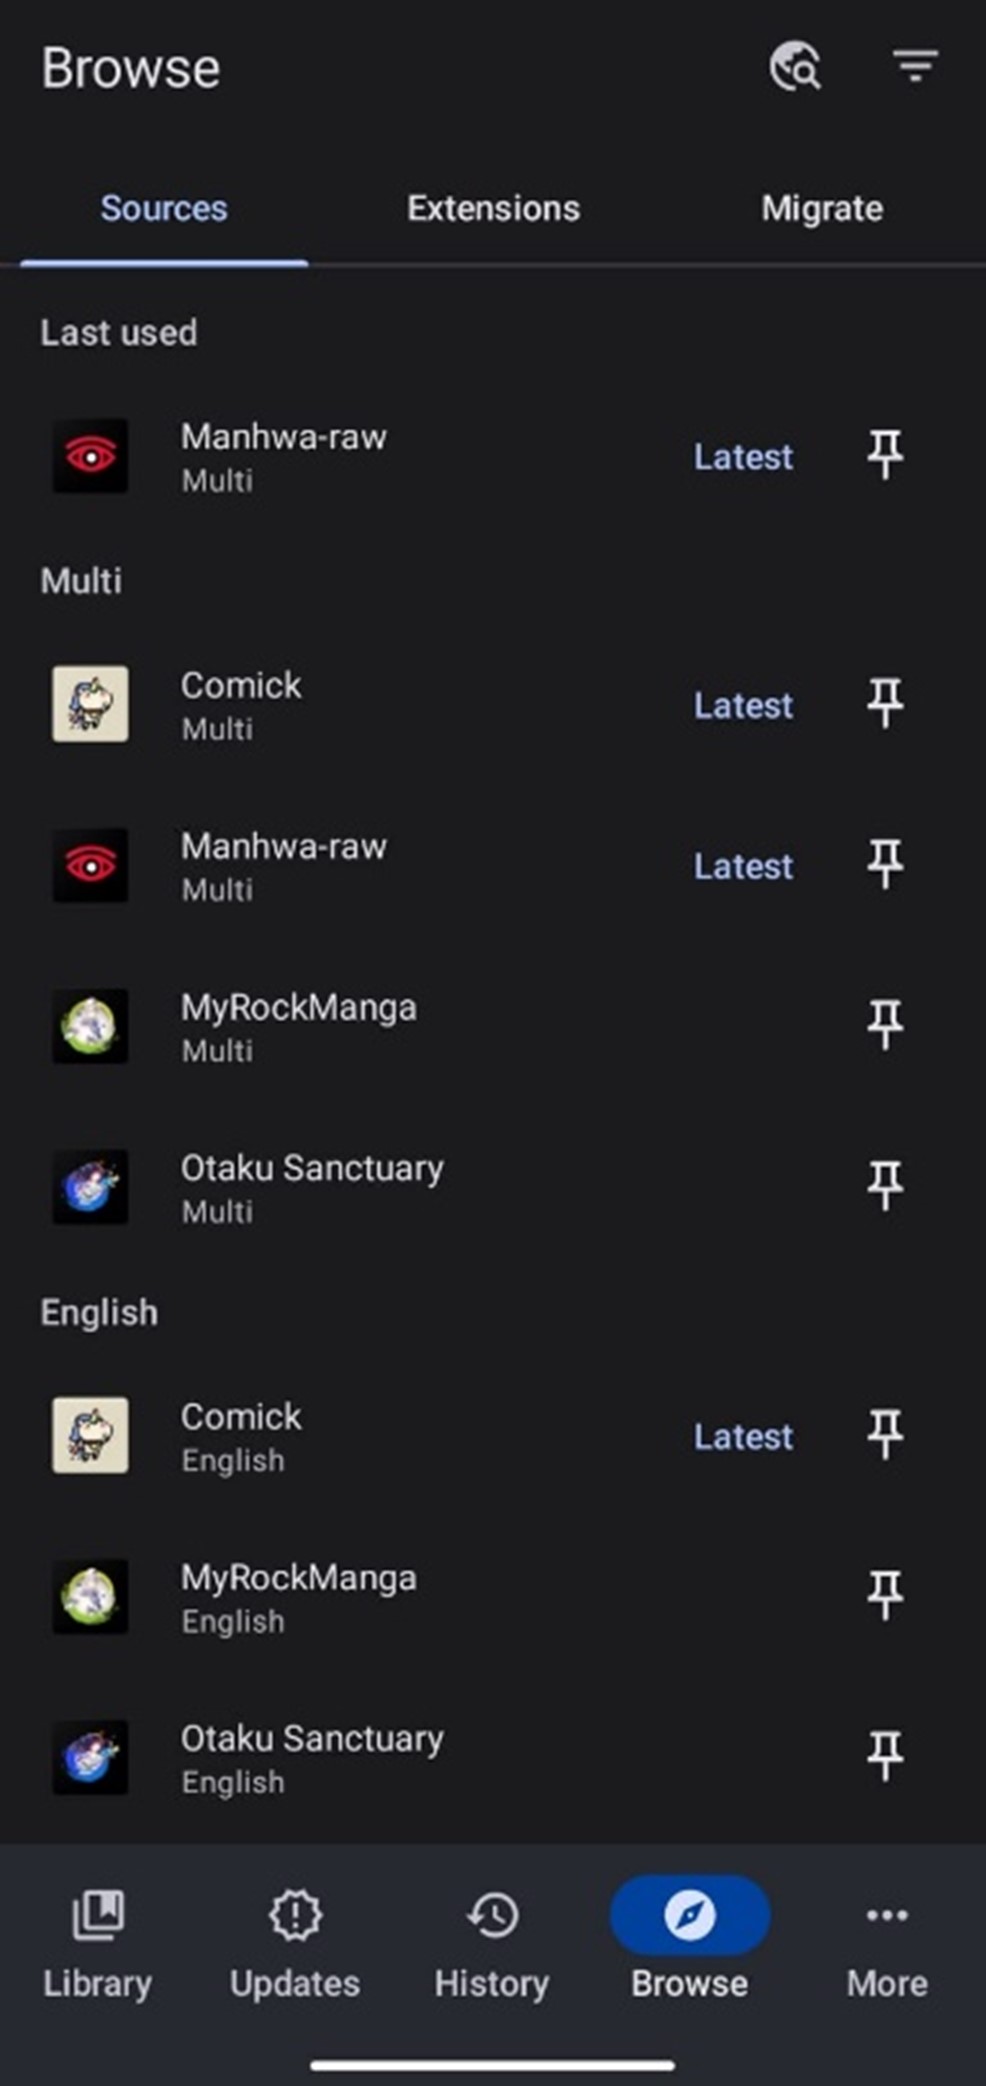 Browse
Sources Extensions Migrate
Last used
Manhwa-raw
Multi
Latest
Multi
Comick
Multi
Latest
Manhwa-raw
Multi
Latest
MyRockManga
Multi
Otaku Sanctuary
Multi
English
Comick
English
Latest
MyRockManga
English
Otaku Sanctuary
English
Library Updates History Browse More